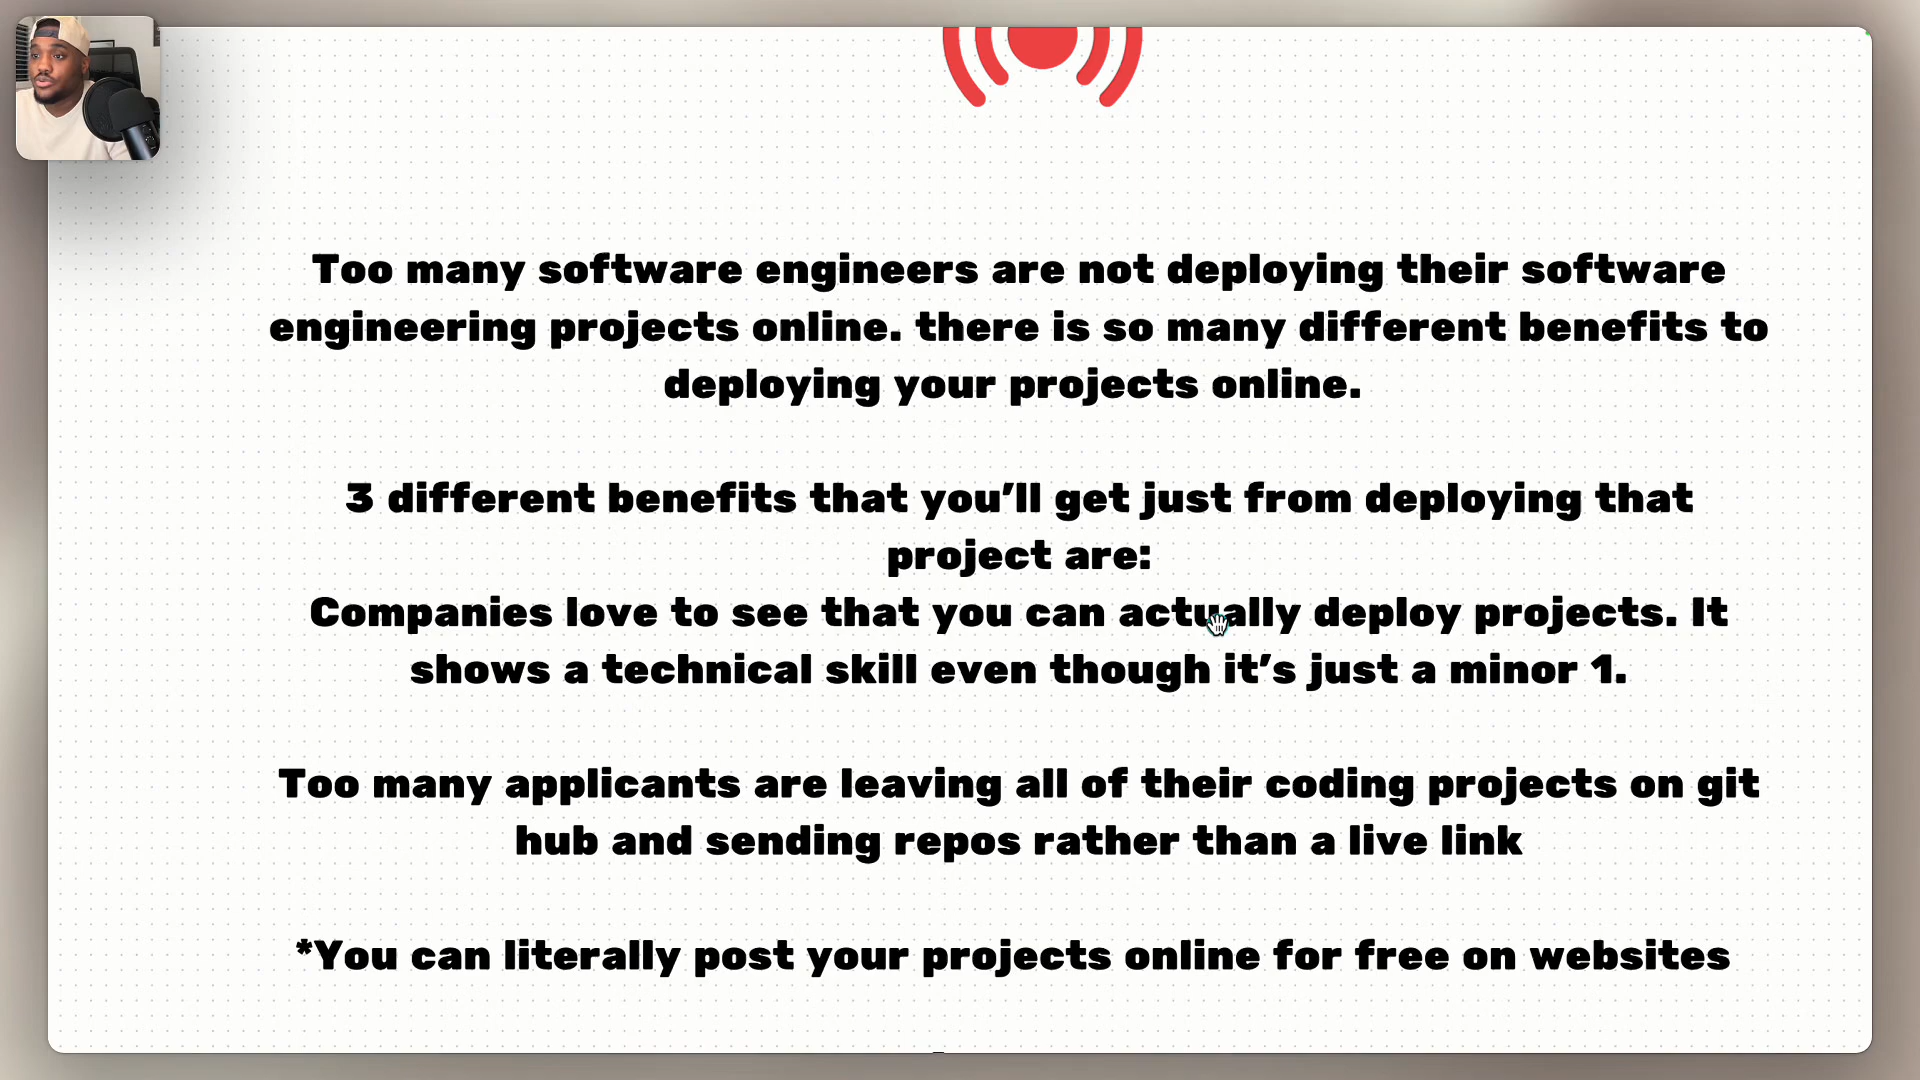 Too many software engineers are not deploying their software
engineering projects online. there is so many different benefits to
deploying your projects online.
3 different benefits that you’ll get just from deploying that
project are:
Companies love to see that you can actually deploy projects. It
shows a technical skill even though it’s just a minor 1.
Too many applicants are leaving all of their coding projects on git
hub and sending repos rather than a live link
*You can literally post your projects online for free on websites